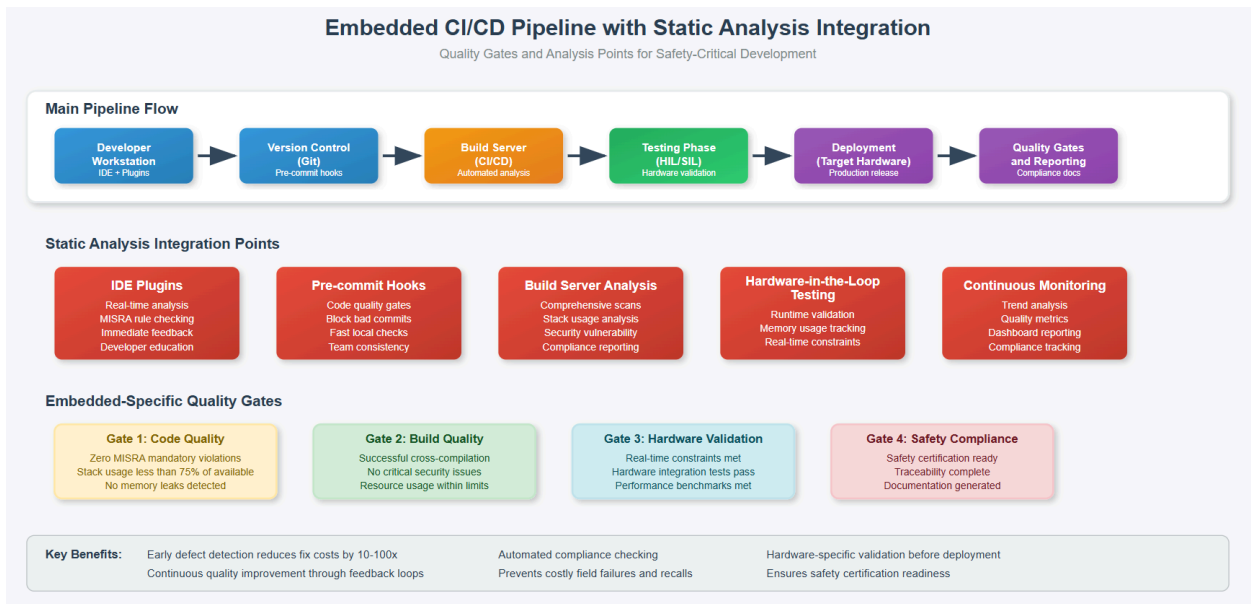 Embedded CI/CD Pipeline with Static Analysis Integration
Quality Gates and Analysis Points for Safety-Critical Development
Main Pipeline Flow
Developer
Workstation
IDE + Plugins
Version Control
(Git)
Pre-commit hooks
Build Server
(CI/CD)
Automated analysis
Testing Phase
(HIL/SIL)
Hardware validation
Deployment
(Target Hardware)
Production release
Quality Gates
and Reporting
Compliance docs
Static Analysis Integration Points
IDE Plugins
Real-time analysis
MISRA rule checking
Immediate feedback
Developer education
Pre-commit Hooks
Code quality gates
Block bad commits
Fast local checks
Team consistency
Build Server Analysis
Comprehensive scans
Stack usage analysis
Security vulnerability
Compliance reporting
Hardware-in-the-Loop
Testing
Runtime validation
Memory usage tracking
Real-time constraints
Continuous Monitoring
Trend analysis
Quality metrics
Dashboard reporting
Compliance tracking
Embedded-Specific Quality Gates
Gate 1: Code Quality
Zero MISRA mandatory violations
Stack usage less than 75% of available
No memory leaks detected
Gate 2: Build Quality
Successful cross-compilation
No critical security issues
Resource usage within limits
Gate 3: Hardware Validation
Real-time constraints met
Hardware integration tests pass
Performance benchmarks met
Gate 4: Safety Compliance
Safety certification ready
Traceability complete
Documentation generated
Key Benefits:
Early defect detection reduces fix costs by 10-100x
Automated compliance checking
Hardware-specific validation before deployment
Continuous quality improvement through feedback loops
Prevents costly field failures and recalls
Ensures safety certification readiness